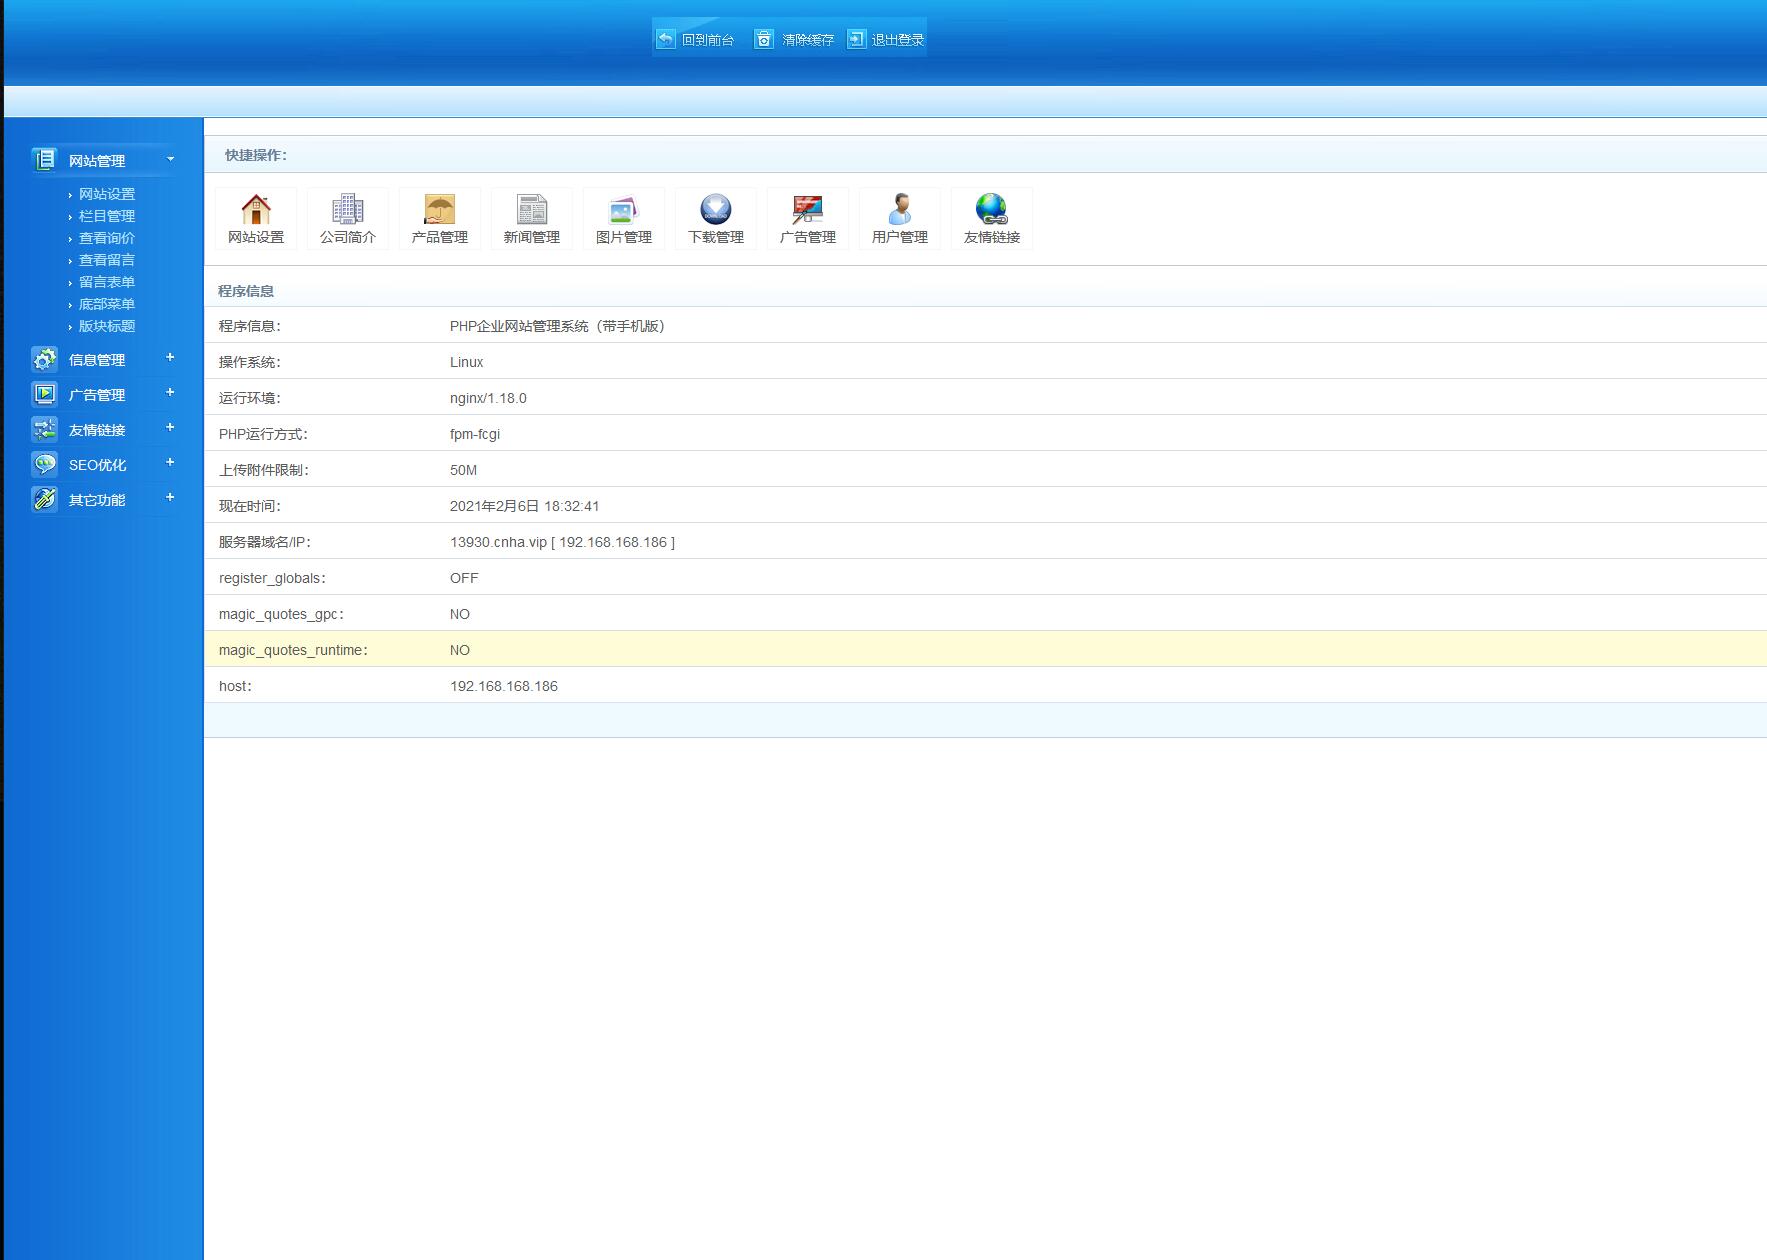 回到前台 清除缓存 退出登录
网站管理
网站设置
栏目管理
查看询价
查看留言
留言表单
底部菜单
版块标题
信息管理 +
广告管理 +
友情链接 +
SEO优化 +
其它功能 +
快捷操作：
网站设置 公司简介 产品管理 新闻管理 图片管理 DOWNLOAD 下载管理 广告管理 用户管理 友情链接
程序信息
程序信息： PHP企业网站管理系统（带手机版）
操作系统： Linux
运行环境： nginx/1.18.0
PHP运行方式： fpm-fcgi
上传附件限制： 50M
现在时间： 2021年2月6日 18:32:41
服务器域名/IP： 13930.cnha.vip [ 192.168.168.186 ]
register_globals： OFF
magic_quotes_gpc： NO
magic_quotes_runtime： NO
host： 192.168.168.186